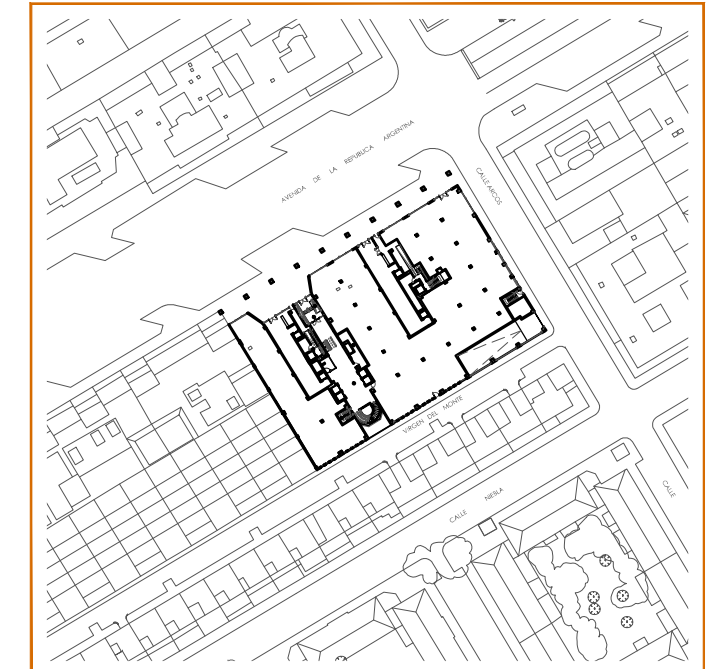 AVENIDA DE LA REPUBLICA ARGENTINA
CALLE ARCOS
VIRGEN DEL MONTE
CALLE NIEBLA
CALLE